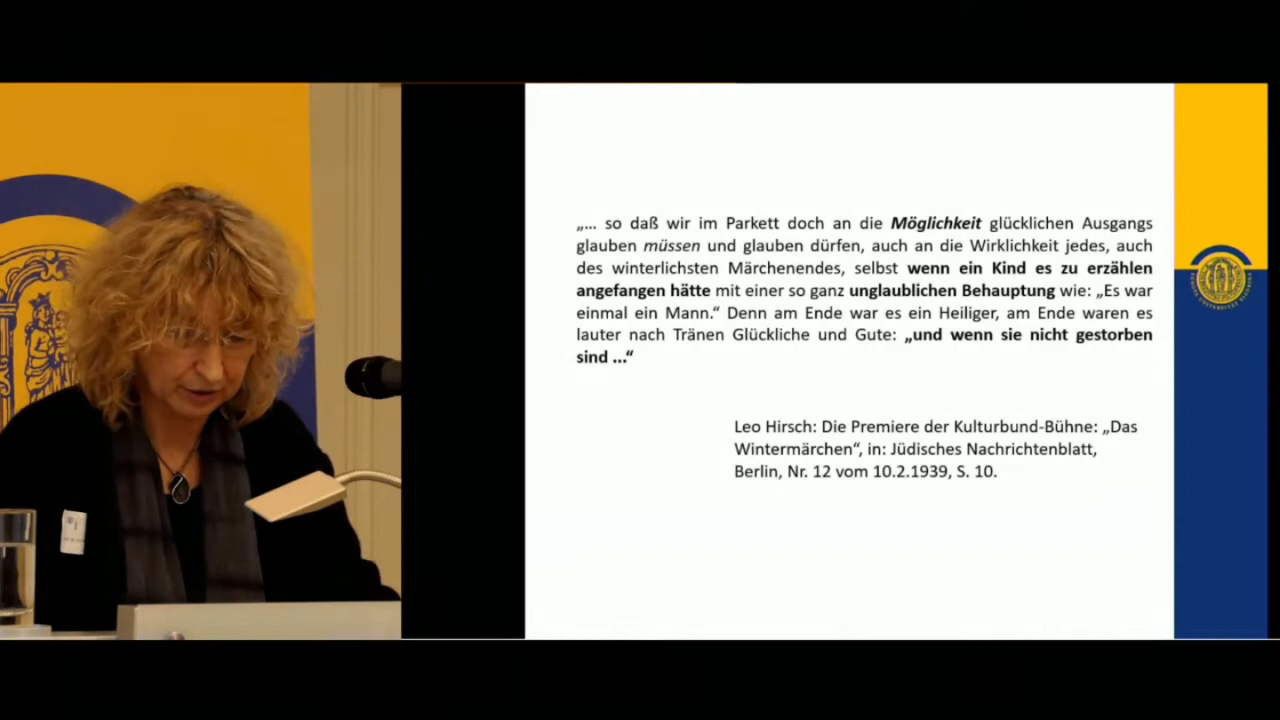 „... so daß wir im Parkett doch an die Möglichkeit glücklichen Ausgangs
glauben müssen und glauben dürfen, auch an die Wirklichkeit jedes, auch
des winterlichsten Märchenendes, selbst wenn ein Kind es zu erzählen
angefangen hätte mit einer so ganz unglaublichen Behauptung wie: „Es war
einmal ein Mann.“ Denn am Ende war es ein Heiliger, am Ende waren es
lauter nach Tränen Glückliche und Gute: „und wenn sie nicht gestorben
sind ...“
Leo Hirsch: Die Premiere der Kulturbund-Bühne: „Das
Wintermärchen“, in: Jüdisches Nachrichtenblatt,
Berlin, Nr. 12 vom 10.2.1939, S. 10.